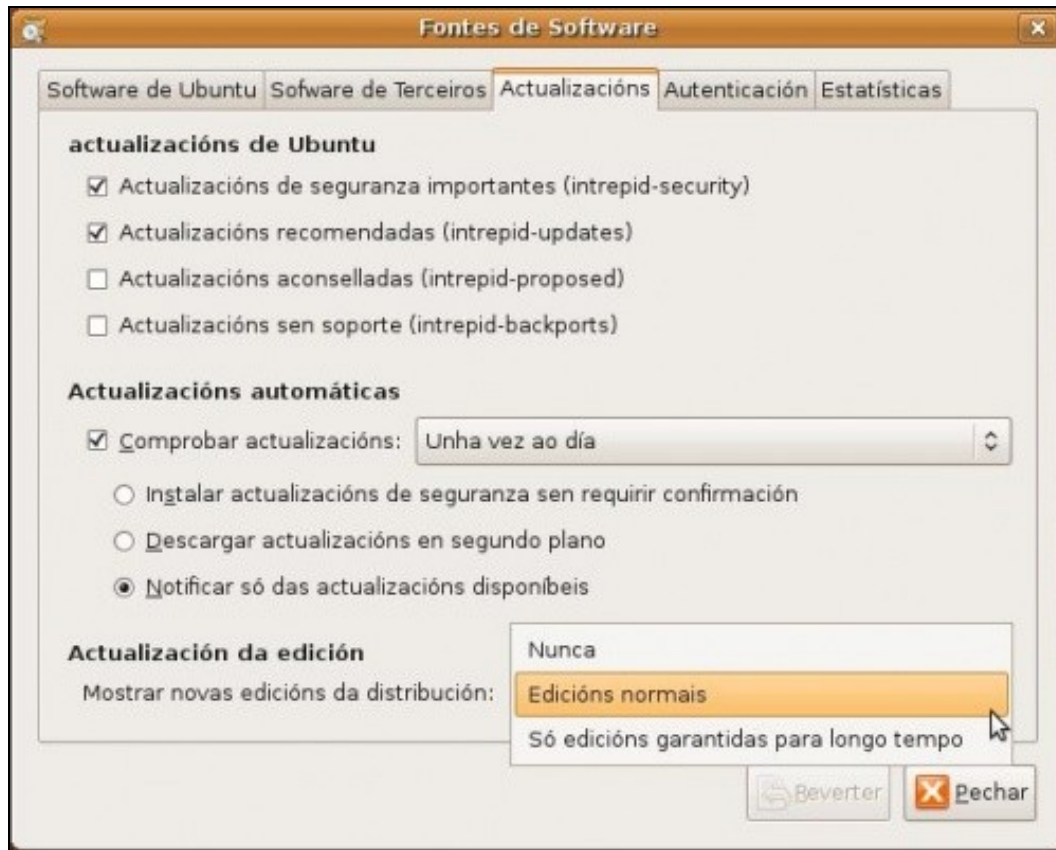 Fontes de Software
Software de Ubuntu Sofware de Terceiros Actualizacións Autenticación Estatísticas
actualizacións de Ubuntu
Actualizacións de seguranza importantes (intrepid-security)
Actualizacións recomendadas (intrepid-updates)
Actualizacións aconselladas (intrepid-proposed)
Actualizacións sen soporte (intrepid-backports)
Actualizacións automáticas
Comprobar actualizacións: Unha vez ao día
Instalar actualizacións de seguranza sen requirir confirmación
Descargar actualizacións en segundo plano
Notificar só das actualizacións disponíbeis
Actualización da edición
Nunca
Mostrar novas edicións da distribución: Edicións normais
Só edicións garantidas para longo tempo
Reverter Pechar